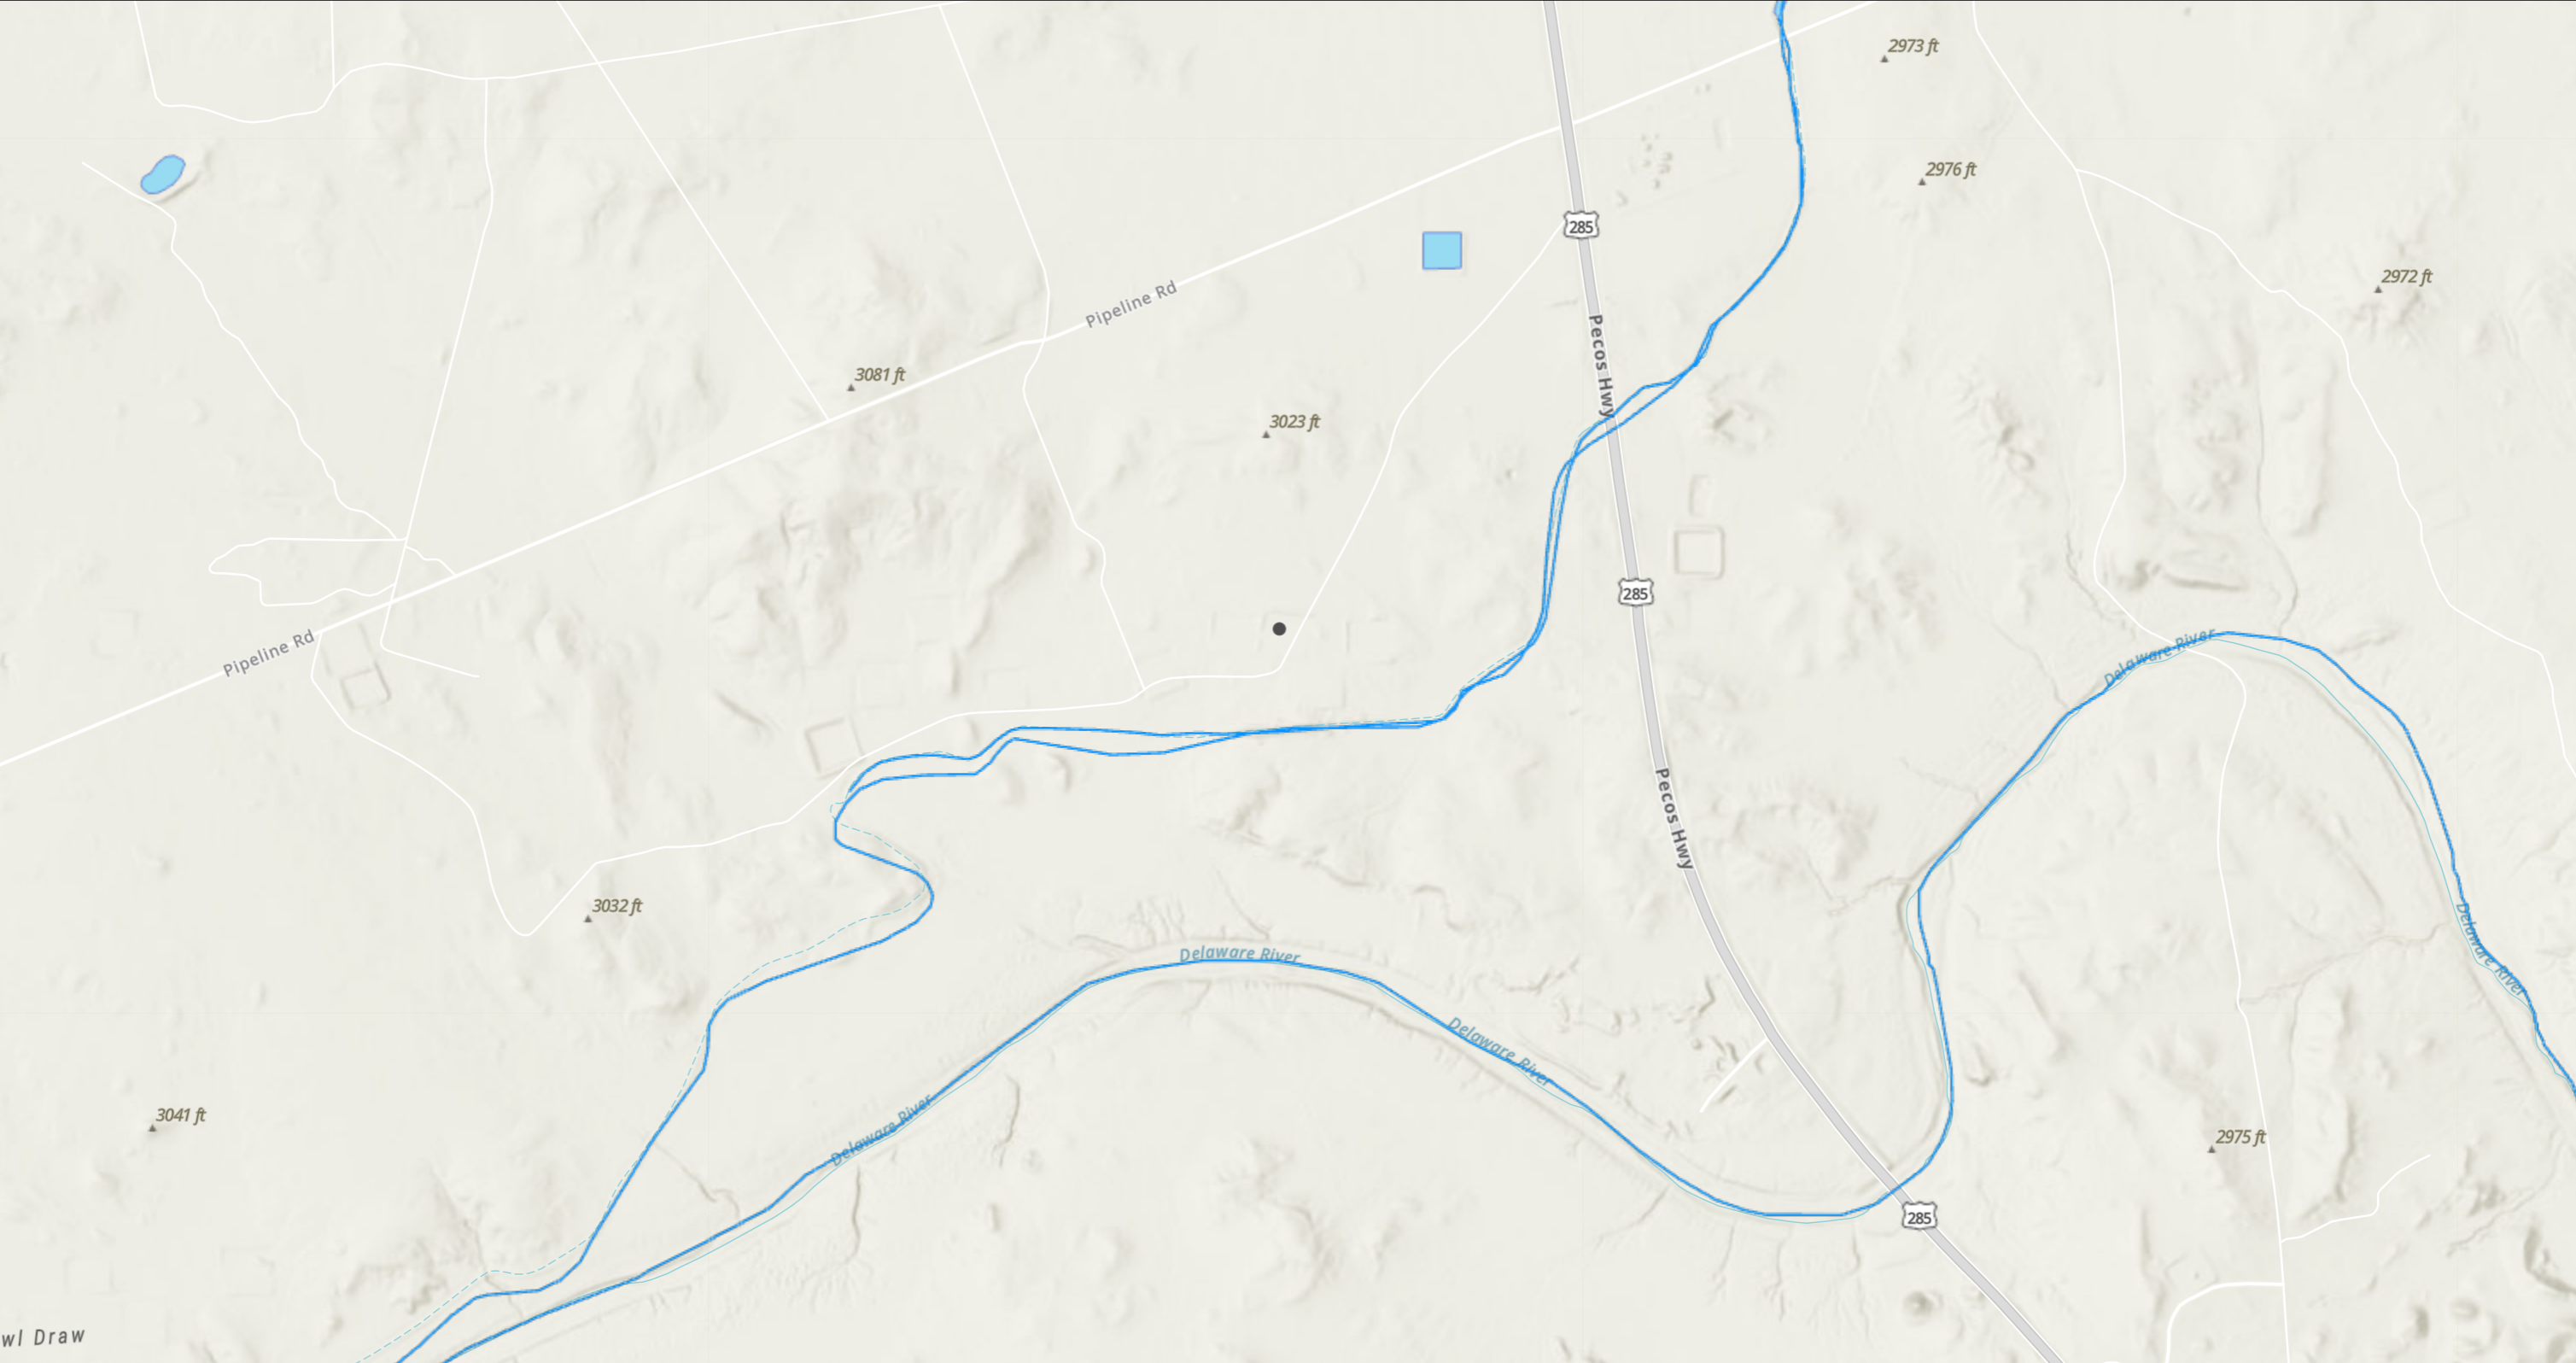 2973 ft
2976 ft
285
2972 ft
Pipeline Rd
Pecos Hwy
3081 ft
3023 ft
285
Pipeline Rd
Delaware River
Pecos Hwy
3032 ft
Delaware River
Delaware River
Delaware River
Delaware River
3041 ft
2975 ft
285
wl Draw